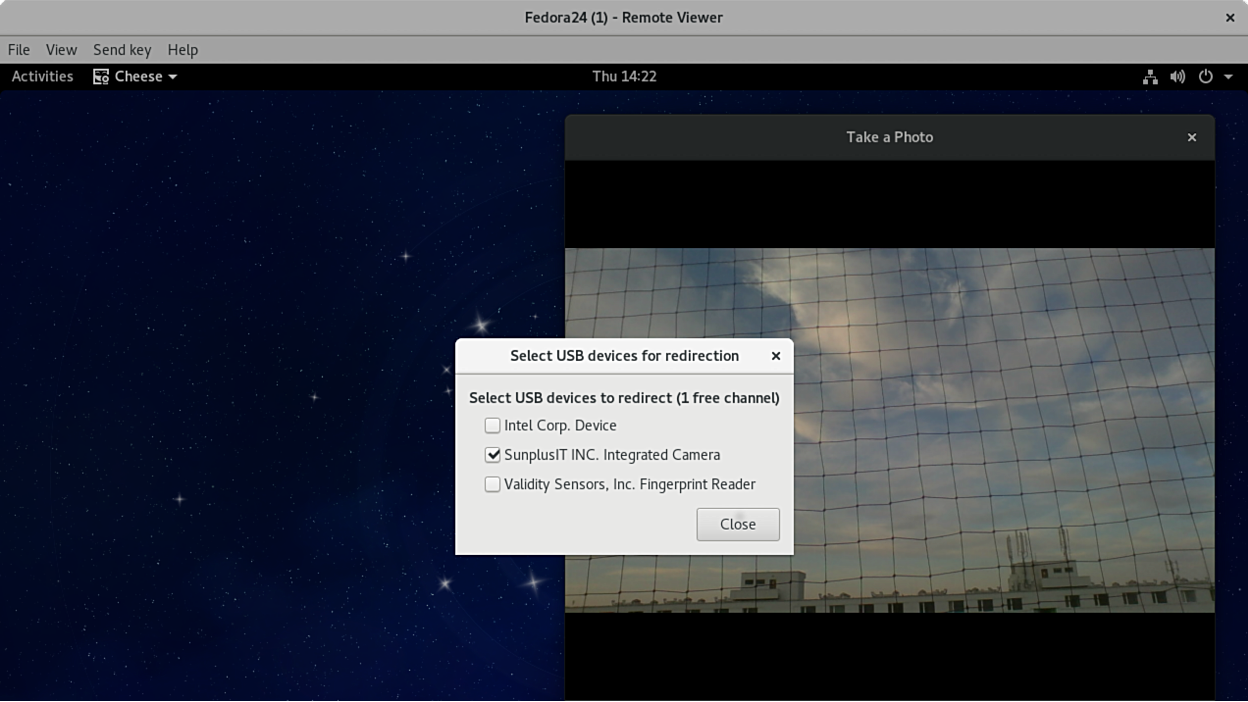 Fedora24 (1) - Remote Viewer
File View Send key Help
Activities Cheese Thu 14:22
Take a Photo
Select USB devices for redirection
Select USB devices to redirect (1 free channel)
Intel Corp. Device
SunplusIT INC. Integrated Camera
Validity Sensors, Inc. Fingerprint Reader
Close